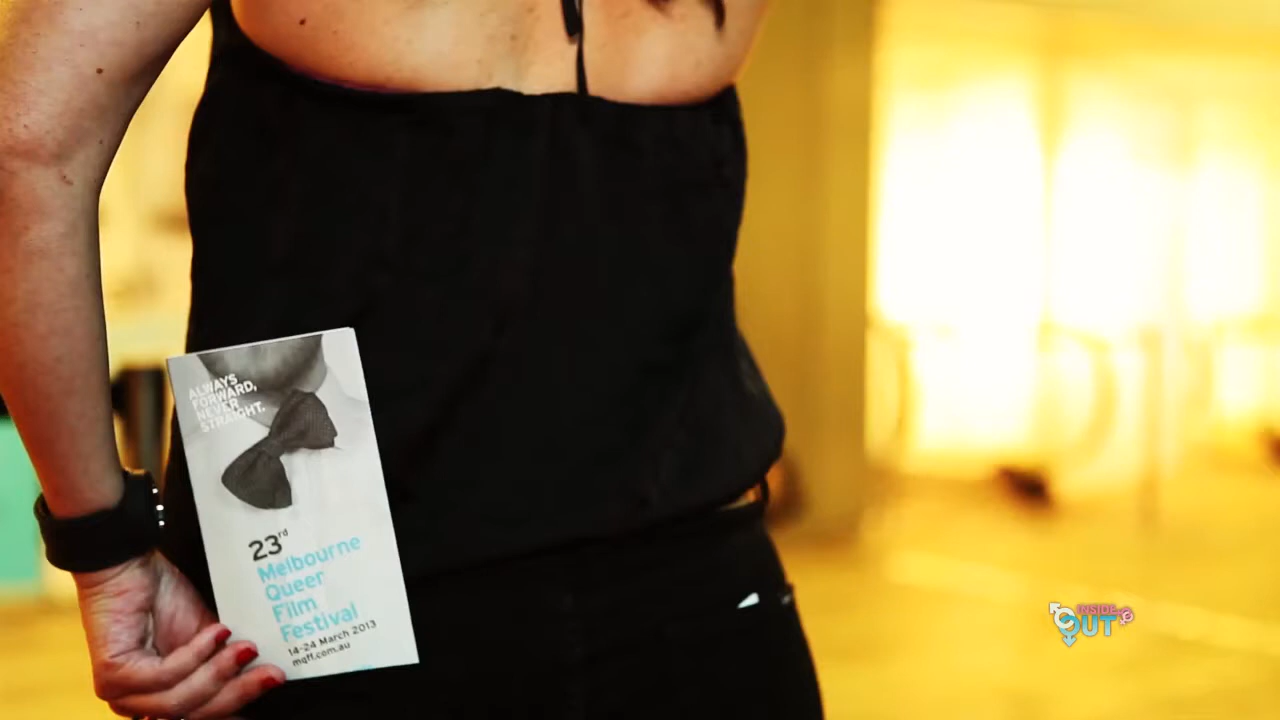 ALWAYS
FORWARD,
NEVER
STRAIGHT.
23rd
Melbourne
Queer
Film
Festival
14-24 March 2013
mqff.com.au
INSIDE
OUT